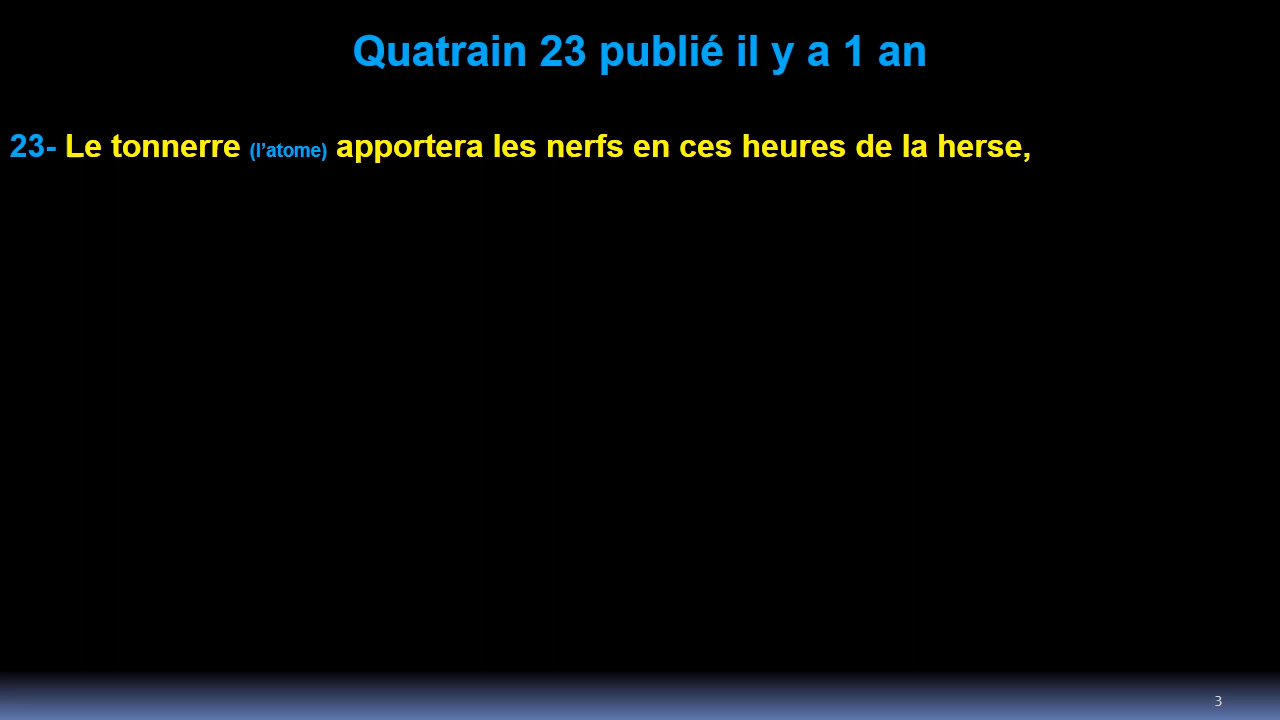 Quatrain 23 publié il y a 1 an
23- Le tonnerre (l’atome) apportera les nerfs en ces heures de la herse,
3